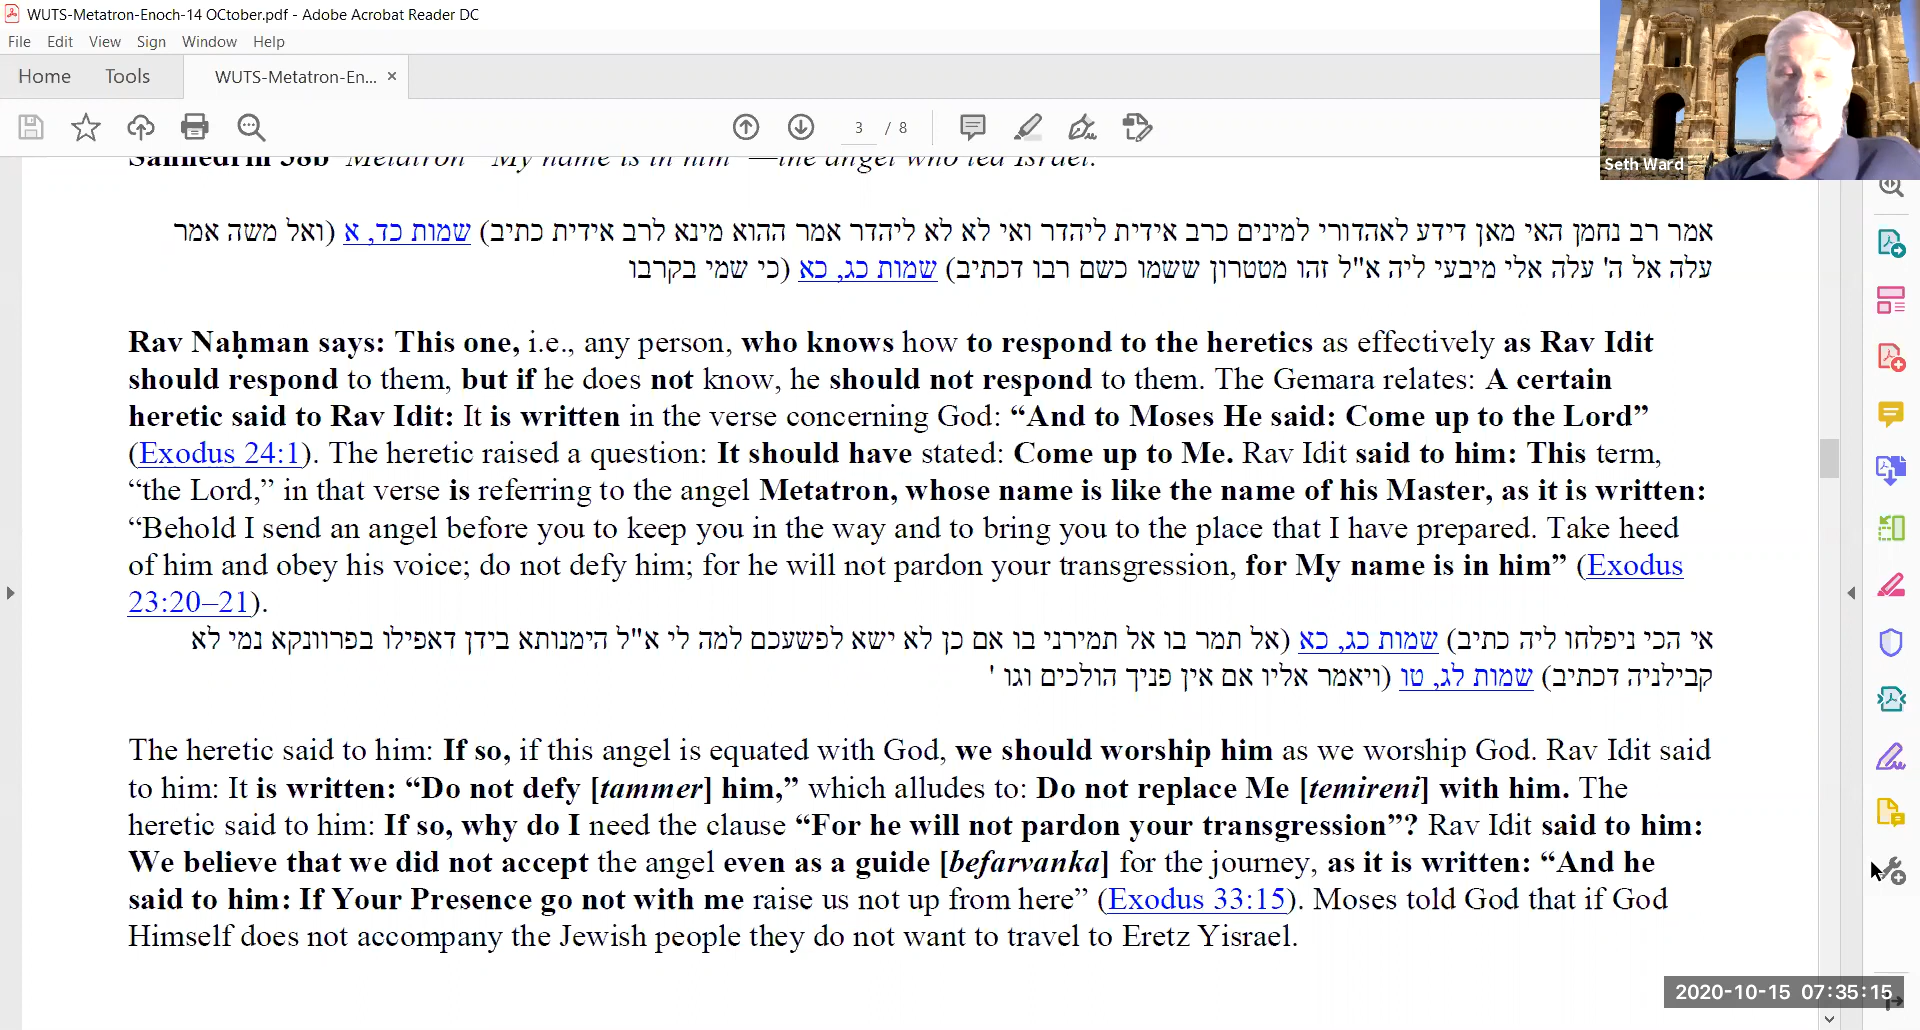 WUTS-Metatron-Enoch-14 OCtober.pdf - Adobe Acrobat Reader DC
File Edit View Sign Window Help
Home Tools WUTS-Metatron-En... ×
3 / 8
Seth Ward
Sanhedrin 38b Metatron "My name is in him"—the angel who led Israel.
אמר רב נחמן האי מאן דידע לאהדורי למינים כרב אידית ליהדר ואי לא לא ליהדר אמר ההוא מינא לרב אידית כתיב (שמות כד, א) ואל משה אמר
עלה אל ה' עלה אלי מיבעי ליה א"ל זהו מטטרון ששמו כשם רבו דכתיב (שמות כג, כא) כי שמי בקרבו
Rav Naḥman says: This one, i.e., any person, who knows how to respond to the heretics as effectively as Rav Idit
should respond to them, but if he does not know, he should not respond to them. The Gemara relates: A certain
heretic said to Rav Idit: It is written in the verse concerning God: “And to Moses He said: Come up to the Lord”
(Exodus 24:1). The heretic raised a question: It should have stated: Come up to Me. Rav Idit said to him: This term,
“the Lord,” in that verse is referring to the angel Metatron, whose name is like the name of his Master, as it is written:
“Behold I send an angel before you to keep you in the way and to bring you to the place that I have prepared. Take heed
of him and obey his voice; do not defy him; for he will not pardon your transgression, for My name is in him” (Exodus
23:20–21).
אי הכי ניפלחו ליה כתיב (שמות כג, כא) אל תמר בו אל תמירני בו אם כן לא ישא לפשעכם למה לי א"ל הימנותא בידן דאפילו בפרוונקא נמי לא
קבילניה דכתיב (שמות לג, טו) ויאמר אליו אם אין פניך הולכים וגו '
The heretic said to him: If so, if this angel is equated with God, we should worship him as we worship God. Rav Idit said
to him: It is written: “Do not defy [tammer] him,” which alludes to: Do not replace Me [temireni] with him. The
heretic said to him: If so, why do I need the clause “For he will not pardon your transgression”? Rav Idit said to him:
We believe that we did not accept the angel even as a guide [befarvanka] for the journey, as it is written: “And he
said to him: If Your Presence go not with me raise us not up from here” (Exodus 33:15). Moses told God that if God
Himself does not accompany the Jewish people they do not want to travel to Eretz Yisrael.
2020-10-15 07:35:15